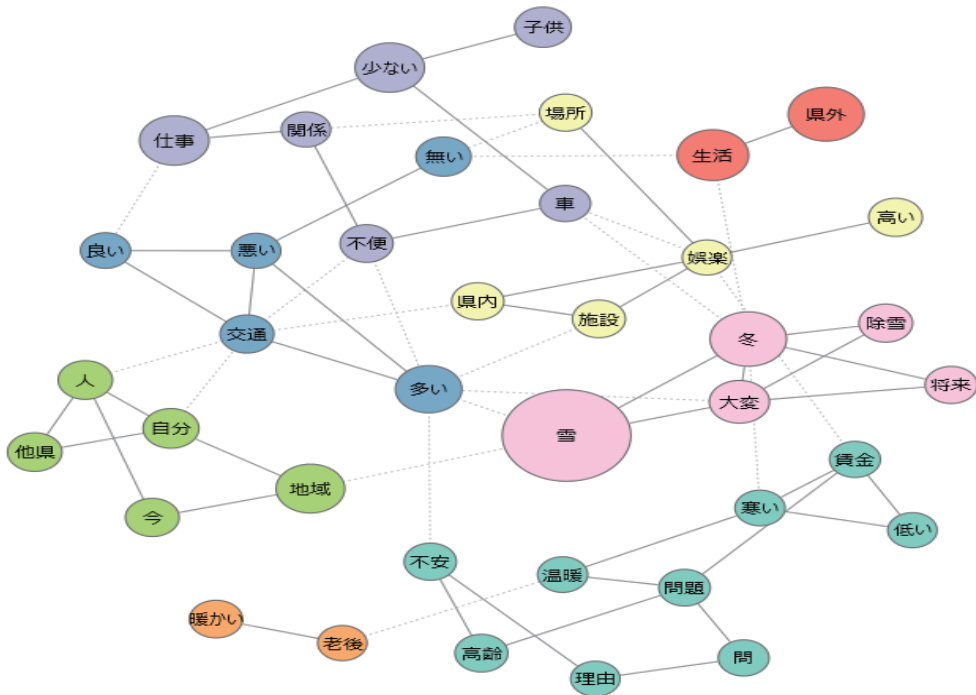 子供
少ない
県外
場所
関係
仕事
無い
生活
車
高い
不便
良い
悪い
娯楽
県内
施設
除雪
交通
冬
人
将来
多い
大変
自分
雪
他県
賃金
地域
寒い
今
低い
不安
温暖
問題
暖かい
老後
高齢
問
理由